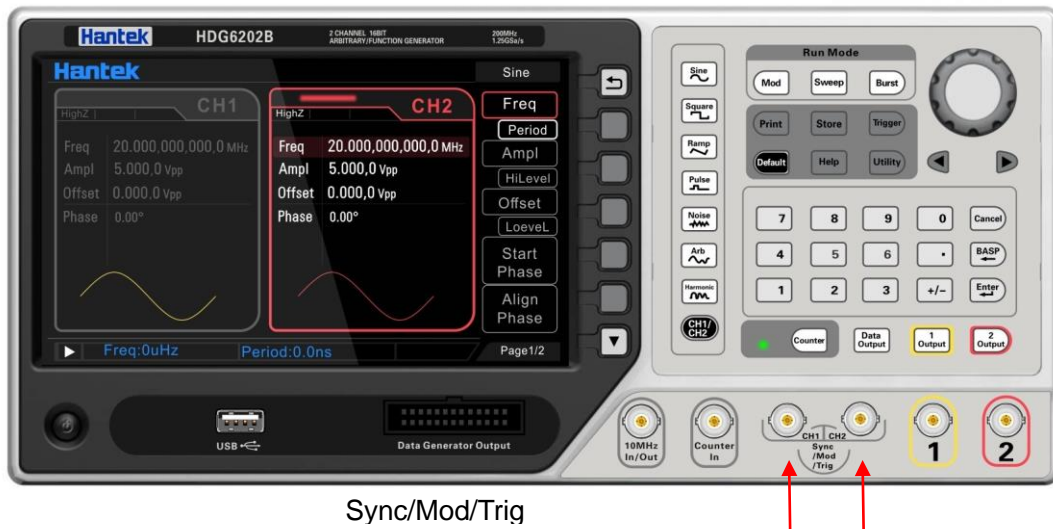 Hantek HDG6202B 2 CHANNEL 16BIT ARBITRARY/FUNCTION GENERATOR 200MHz 1.25GSa/s
Hantek
Sine
CH1
HighZ
Freq 20.000,000,000,0 MHz
Ampl 5.000,0 Vpp
Offset 0.000,0 Vpp
Phase 0.00°
CH2
HighZ
Freq 20.000,000,000,0 MHz
Ampl 5.000,0 Vpp
Offset 0.000,0 Vpp
Phase 0.00°
Freq
Period
Ampl
HiLevel
Offset
LoeveL
Start
Phase
Align
Phase
Freq:0uHz Period:0.0ns Page1/2
Sine
Square
Ramp
Pulse
Noise
Arb
Harmonic
CH1/
CH2
Run Mode
Mod Sweep Burst
Print Store Trigger
Default Help Utility
7 8 9 0 Cancel
4 5 6 . BASP
1 2 3 +/- Enter
Counter
Data
Output
1
Output
2
Output
USB
Data Generator Output
10MHz
In/Out
Counter
In
CH1 CH2
Sync
/Mod
/Trig
1
2
Sync/Mod/Trig